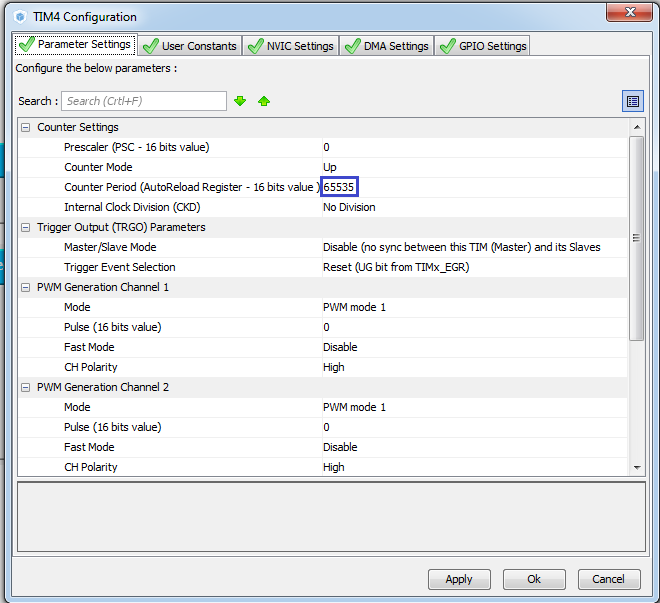 TIM4 Configuration
Parameter Settings User Constants NVIC Settings DMA Settings GPIO Settings
Configure the below parameters :
Search : Search (Crtl+F)
Counter Settings
Prescaler (PSC - 16 bits value) 0
Counter Mode Up
Counter Period (AutoReload Register - 16 bits value ) 65535
Internal Clock Division (CKD) No Division
Trigger Output (TRGO) Parameters
Master/Slave Mode Disable (no sync between this TIM (Master) and its Slaves
Trigger Event Selection Reset (UG bit from TIMx_EGR)
PWM Generation Channel 1
Mode PWM mode 1
Pulse (16 bits value) 0
Fast Mode Disable
CH Polarity High
PWM Generation Channel 2
Mode PWM mode 1
Pulse (16 bits value) 0
Fast Mode Disable
CH Polarity High
Apply Ok Cancel